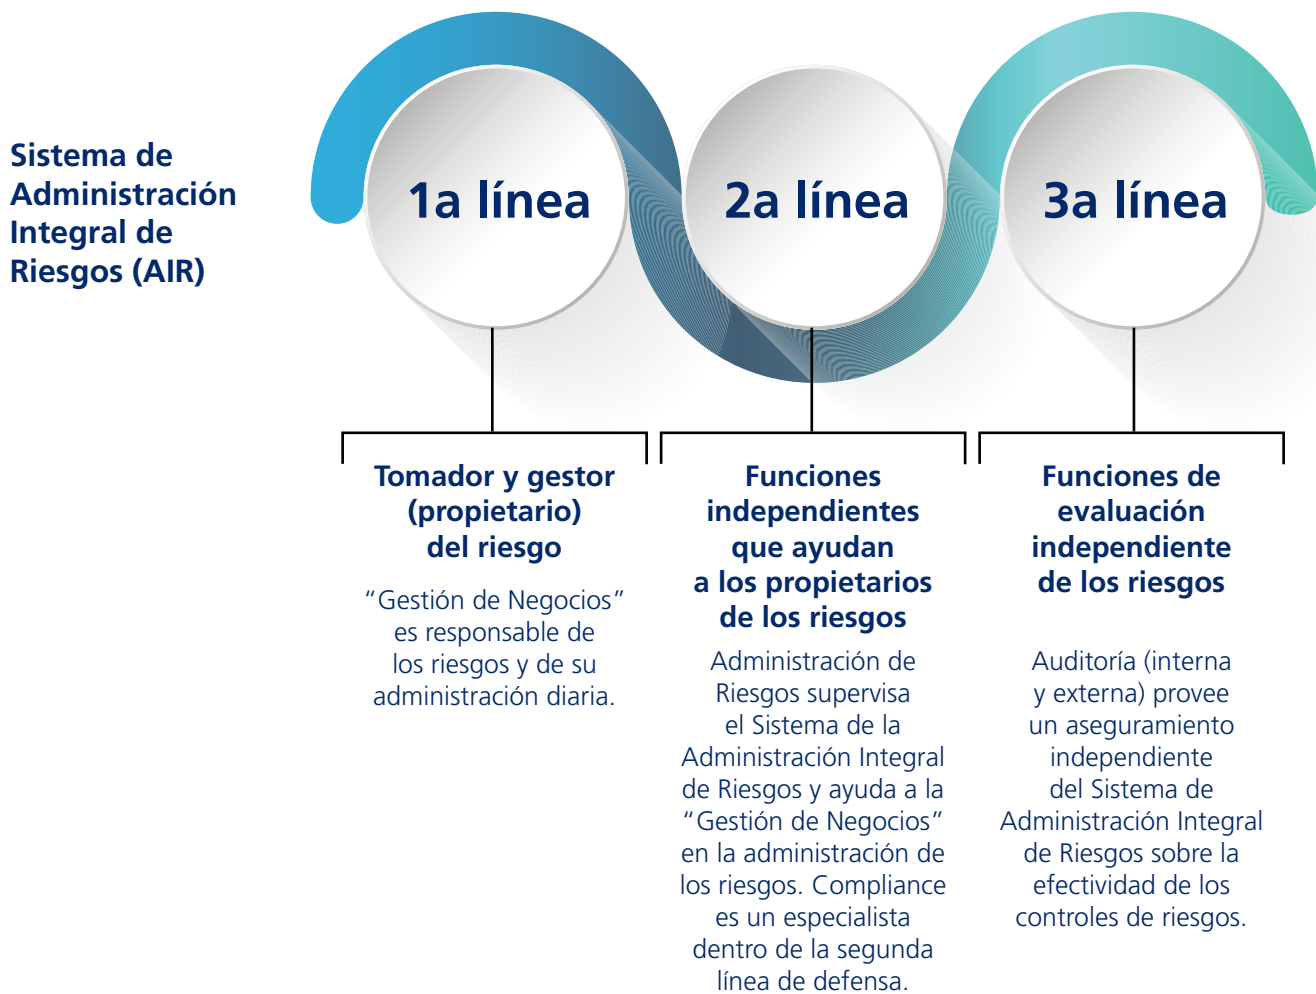 Sistema de
Administración
Integral de
Riesgos (AIR)
1a línea
2a línea
3a línea
Tomador y gestor
(propietario)
del riesgo
“Gestión de Negocios”
es responsable de
los riesgos y de su
administración diaria.
Funciones
independientes
que ayudan
a los propietarios
de los riesgos
Administración de
Riesgos supervisa
el Sistema de la
Administración Integral
de Riesgos y ayuda a la
“Gestión de Negocios”
en la administración de
los riesgos. Compliance
es un especialista
dentro de la segunda
línea de defensa.
Funciones de
evaluación
independiente
de los riesgos
Auditoría (interna
y externa) provee
un aseguramiento
independiente
del Sistema de
Administración Integral
de Riesgos sobre la
efectividad de los
controles de riesgos.